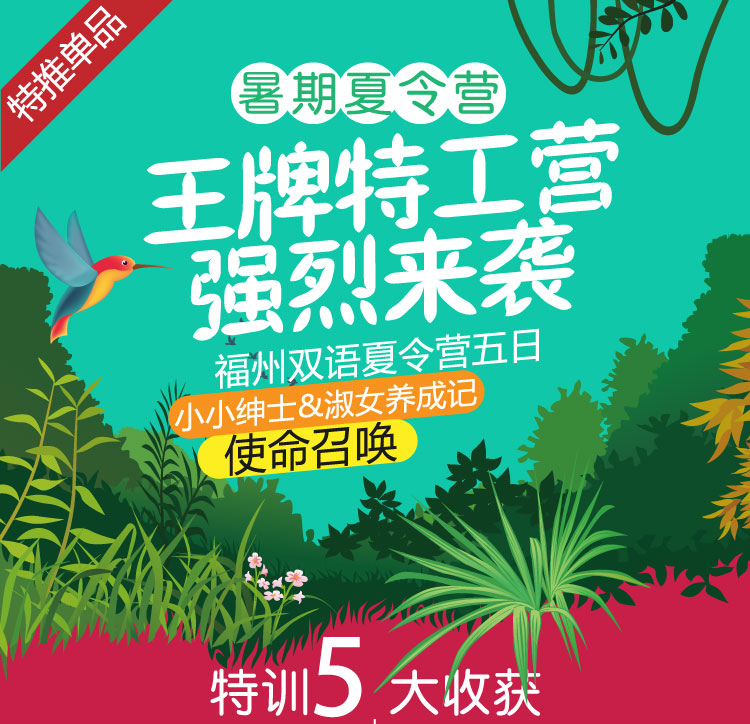 特推单品
暑期夏令营
王牌特工营
强烈来袭
福州双语夏令营五日
小小绅士&淑女养成记
使命召唤
特训5大收获